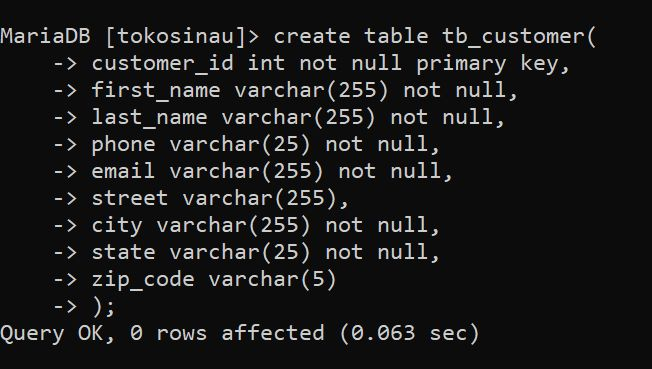 MariaDB [tokosinau]> create table tb_customer(
    -> customer_id int not null primary key,
    -> first_name varchar(255) not null,
    -> last_name varchar(255) not null,
    -> phone varchar(25) not null,
    -> email varchar(255) not null,
    -> street varchar(255),
    -> city varchar(255) not null,
    -> state varchar(25) not null,
    -> zip_code varchar(5)
    -> );
Query OK, 0 rows affected (0.063 sec)